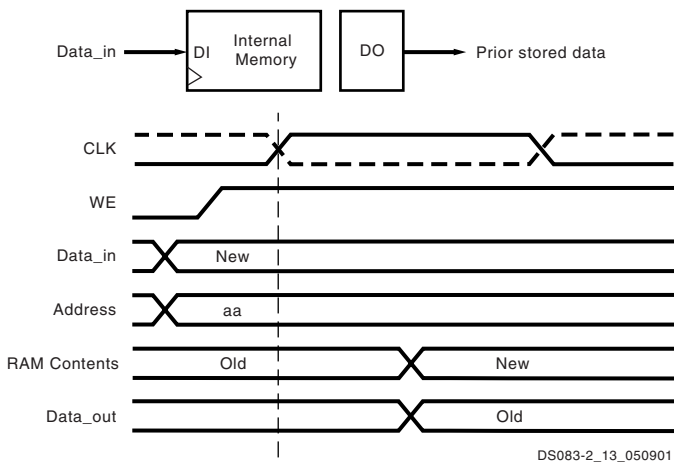 Data_in
DI
Internal
Memory
DO
Prior stored data
CLK
WE
Data_in
New
Address
aa
RAM Contents
Old
New
Data_out
Old
DS083-2_13_050901